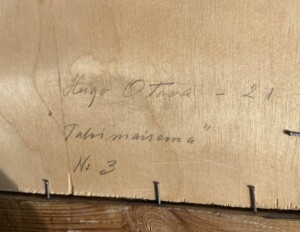 Hugo Otava - 21
Talvimaisema"
No 3